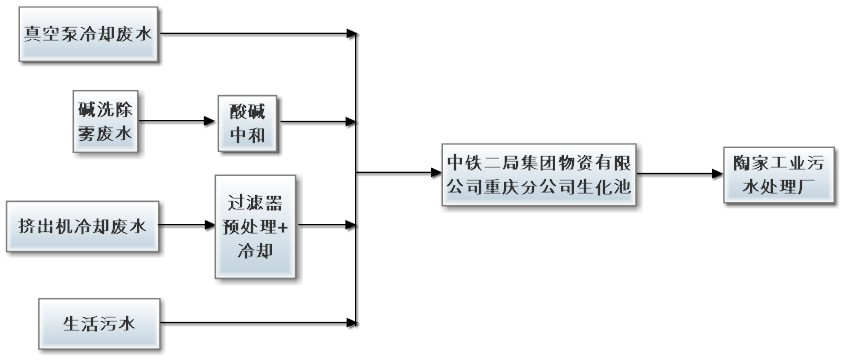 真空泵冷却废水
碱洗除
雾废水
酸碱
中和
中铁二局集团物资有限
公司重庆分公司生化池
陶家工业污
水处理厂
挤出机冷却废水
过滤器
预处理+
冷却
生活污水